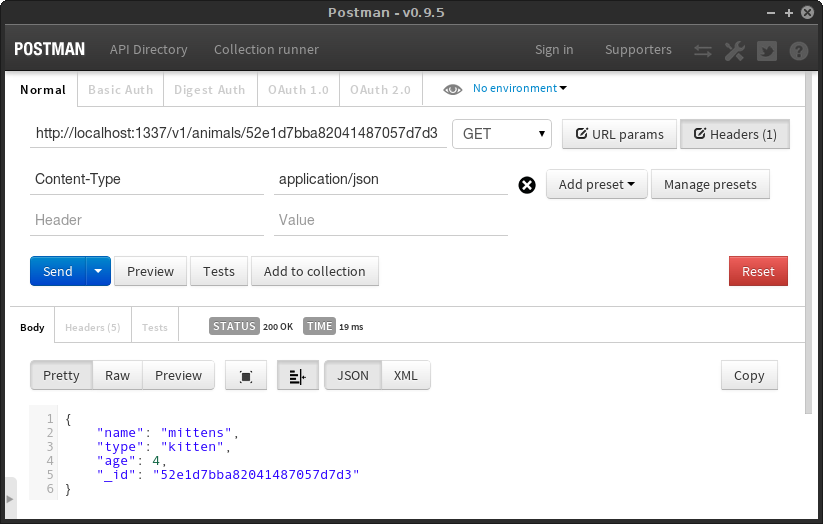 Postman - v0.9.5
POSTMAN API Directory Collection runner Sign in Supporters
Normal Basic Auth Digest Auth OAuth 1.0 OAuth 2.0 No environment
http://localhost:1337/v1/animals/52e1d7bba82041487057d7d3 GET URL params Headers (1)
Content-Type application/json Add preset Manage presets
Header Value
Send Preview Tests Add to collection Reset
Body Headers (5) Tests STATUS 200 OK TIME 19 ms
Pretty Raw Preview JSON XML Copy
1 {
2 "name": "mittens",
3 "type": "kitten",
4 "age": 4,
5 "_id": "52e1d7bba82041487057d7d3"
6 }